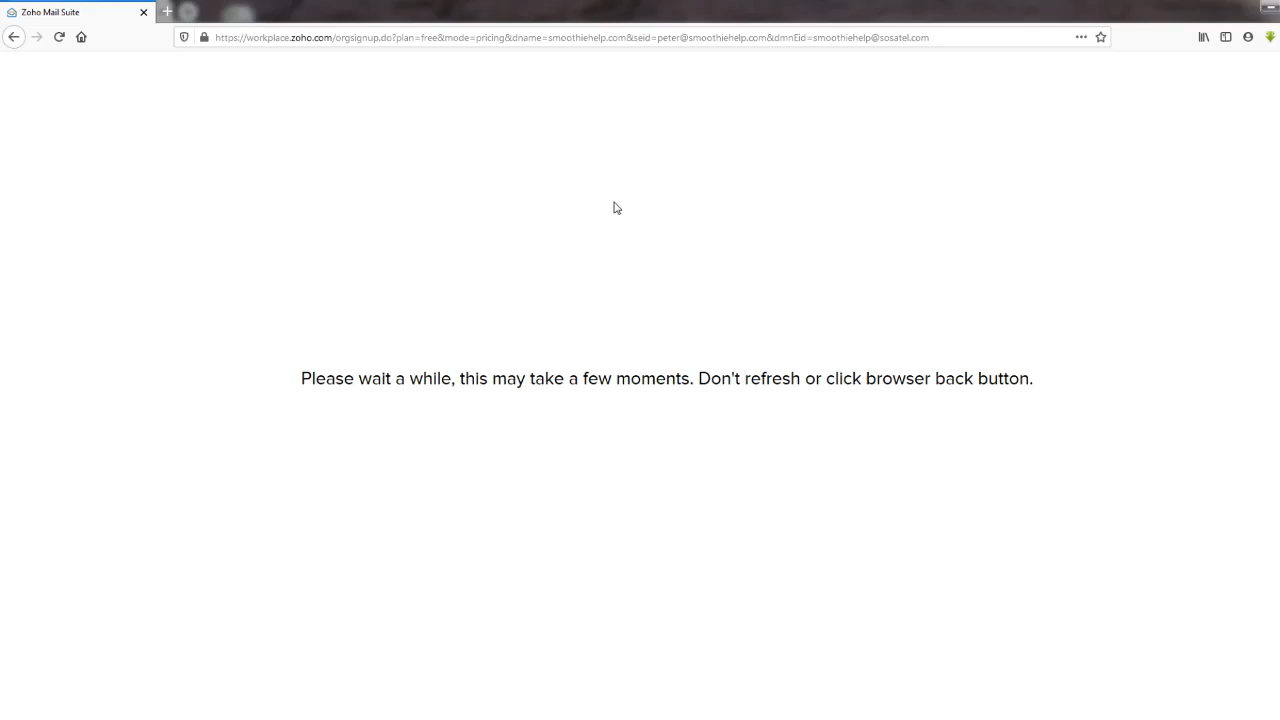 Zoho Mail Suite
https://workplace.zoho.com/orgsignup.do?plan=free&mode=pricing&dname=smoothiehelp.com&seid=peter@smoothiehelp.com&dmnEid=smoothiehelp@sosatel.com
Please wait a while, this may take a few moments. Don't refresh or click browser back button.